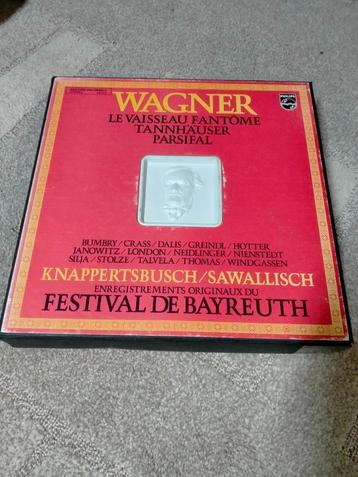 WAGNER
PHILIPS
LE VAISSEAU FANTÔME
TANNHÄUSER
PARSIFAL
BUMBRY/CRASS/DALIS/GREINDL/HOTTER
JANOWITZ/LONDON/NEIDLINGER/NIENSTEDT
SILJA/STOLZE/TALVELA/THOMAS/WINDGASSEN
KNAPPERTSBUSCH/SAWALLISCH
ENREGISTREMENTS ORIGINAUX DU
FESTIVAL DE BAYREUTH